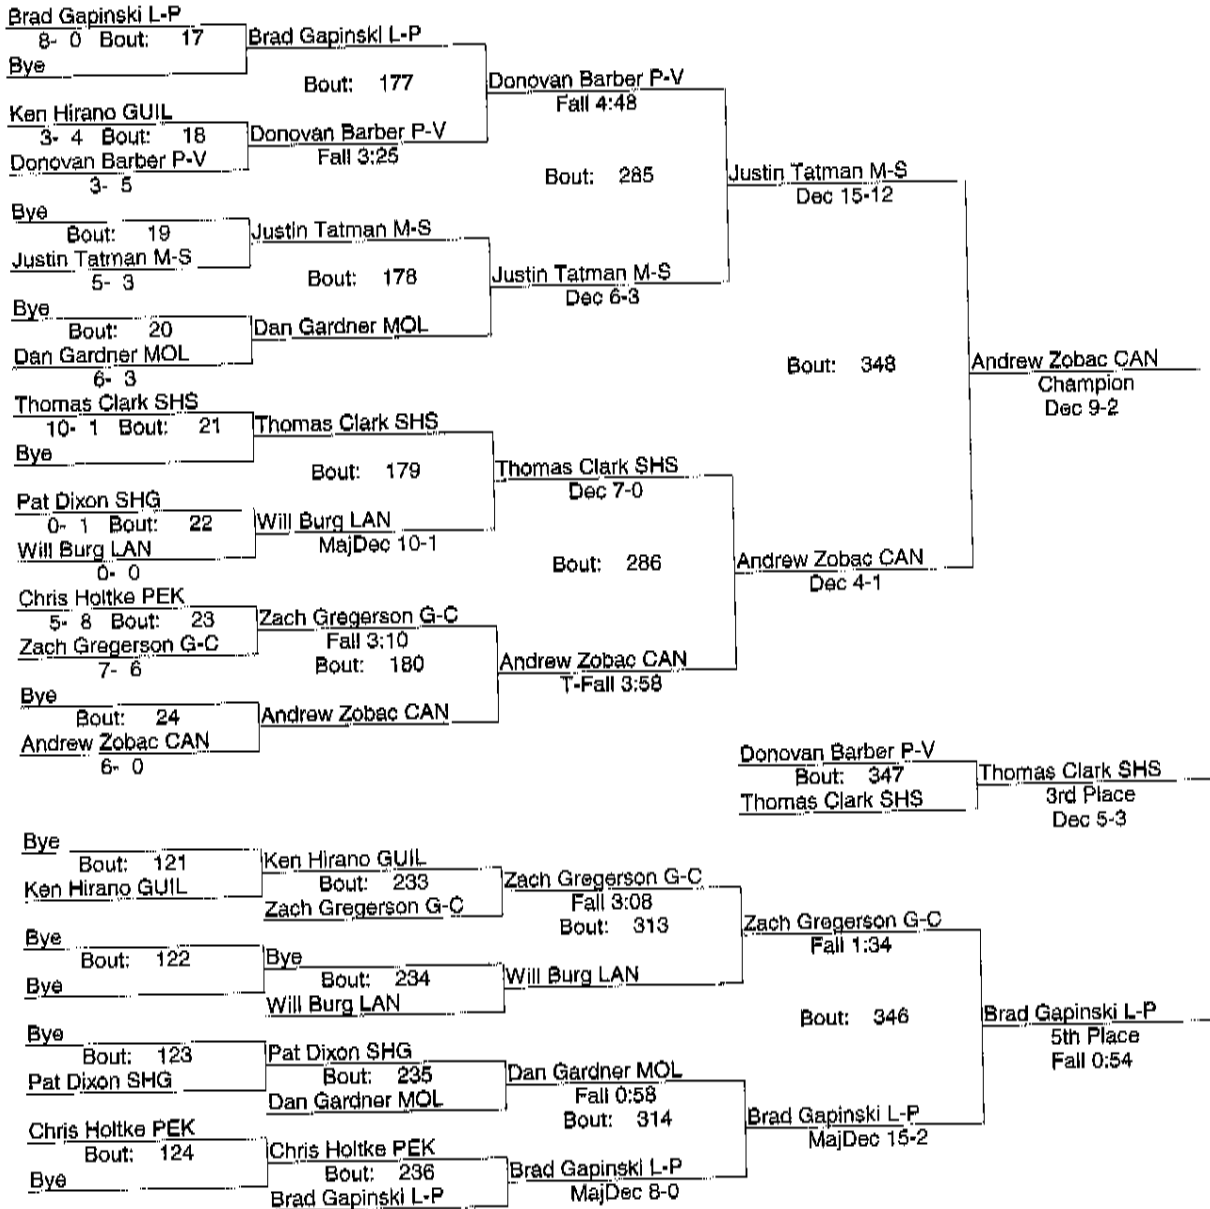 Brad Gapinski L-P
8- 0 Bout: 17
Bye
Brad Gapinski L-P
Bout: 177
Ken Hirano GUIL
3- 4 Bout: 18
Donovan Barber P-V
3- 5
Donovan Barber P-V
Fall 3:25
Donovan Barber P-V
Fall 4:48
Bout: 285
Bye
Bout: 19
Justin Tatman M-S
5- 3
Justin Tatman M-S
Bout: 178
Bye
Bout: 20
Dan Gardner MOL
6- 3
Dan Gardner MOL
Justin Tatman M-S
Dec 6-3
Justin Tatman M-S
Dec 15-12
Bout: 348
Andrew Zobac CAN
Champion
Dec 9-2
Thomas Clark SHS
10- 1 Bout: 21
Bye
Thomas Clark SHS
Bout: 179
Pat Dixon SHG
0- 1 Bout: 22
Will Burg LAN
0- 0
Will Burg LAN
MajDec 10-1
Thomas Clark SHS
Dec 7-0
Bout: 286
Chris Holtke PEK
5- 8 Bout: 23
Zach Gregerson G-C
7- 6
Zach Gregerson G-C
Fall 3:10
Bout: 180
Bye
Bout: 24
Andrew Zobac CAN
6- 0
Andrew Zobac CAN
Andrew Zobac CAN
T-Fall 3:58
Andrew Zobac CAN
Dec 4-1
Donovan Barber P-V
Bout: 347
Thomas Clark SHS
Thomas Clark SHS
3rd Place
Dec 5-3
Bye
Bout: 121
Ken Hirano GUIL
Ken Hirano GUIL
Bout: 233
Zach Gregerson G-C
Zach Gregerson G-C
Fall 3:08
Bout: 313
Bye
Bout: 122
Bye
Bye
Bout: 234
Will Burg LAN
Will Burg LAN
Zach Gregerson G-C
Fall 1:34
Bout: 346
Bye
Bout: 123
Pat Dixon SHG
Pat Dixon SHG
Bout: 235
Dan Gardner MOL
Dan Gardner MOL
Fall 0:58
Bout: 314
Chris Holtke PEK
Bout: 124
Bye
Chris Holtke PEK
Bout: 236
Brad Gapinski L-P
Brad Gapinski L-P
MajDec 8-0
Brad Gapinski L-P
MajDec 15-2
Brad Gapinski L-P
5th Place
Fall 0:54